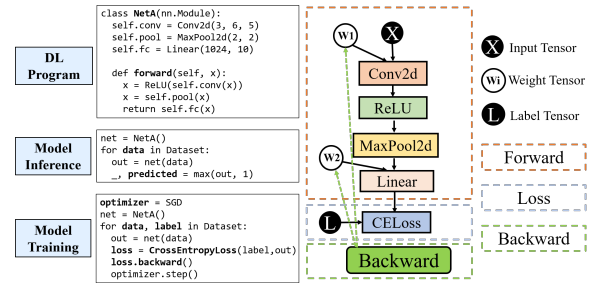 DL
Program
class NetA(nn.Module):
self.conv = Conv2d(3, 6, 5)
self.pool = MaxPool2d(2, 2)
self.fc = Linear(1024, 10)
def forward(self, x):
x = ReLU(self.conv(x))
x = self.pool(x)
return self.fc(x)
Model
Inference
net = NetA()
for data in Dataset:
out = net(data)
_, predicted = max(out, 1)
Model
Training
optimizer = SGD
net = NetA()
for data, label in Dataset:
out = net(data)
loss = CrossEntropyLoss(label,out)
loss.backward()
optimizer.step()
W1
X
Conv2d
ReLU
MaxPool2d
W2
Linear
L
CELoss
Backward
X Input Tensor
Wi Weight Tensor
L Label Tensor
Forward
Loss
Backward